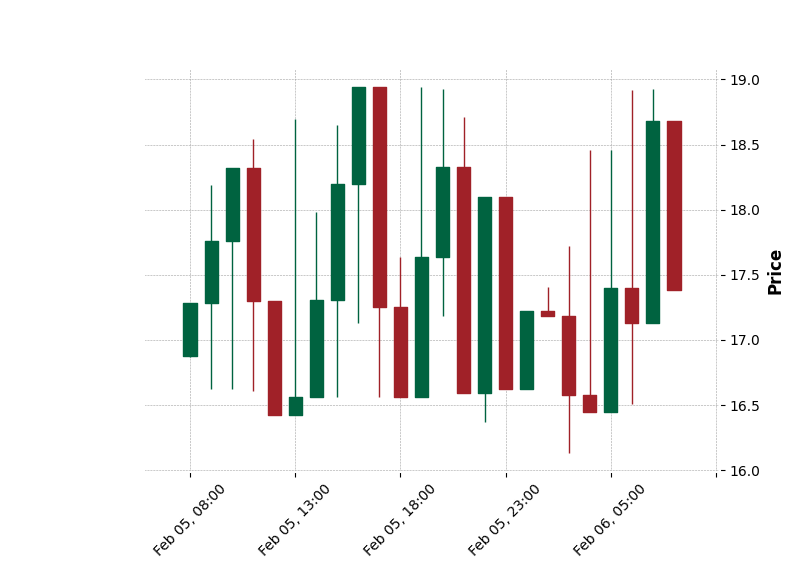 19.0
18.5
18.0
17.5
17.0
16.5
16.0
Price
Feb 05, 08:00
Feb 05, 13:00
Feb 05, 18:00
Feb 05, 23:00
Feb 06, 05:00